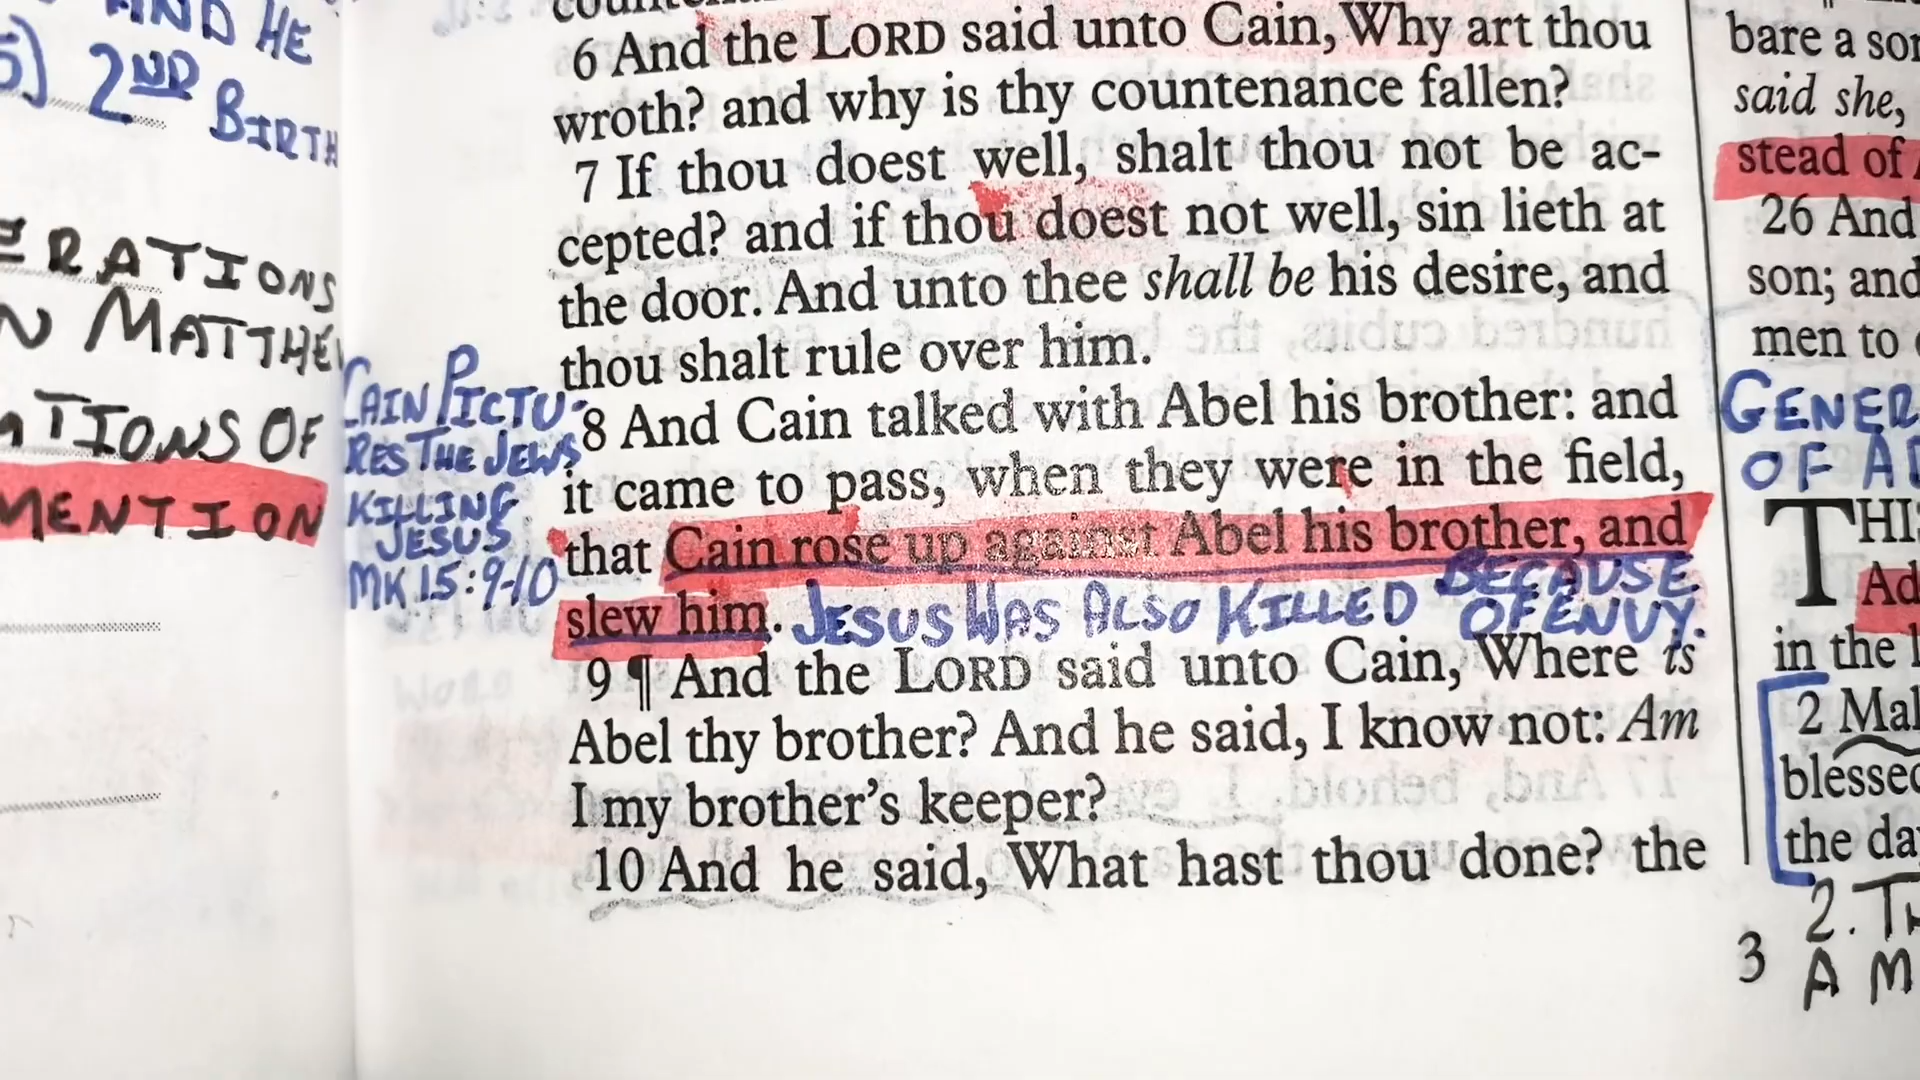 AND HE
5) 2ND BIRTH
ERATIONS
N MATTHEW
ATIONS OF
MENTION
CAIN PICTU-
RES THE JEWS
KILLING
JESUS
MK 15:9-10
6 And the LORD said unto Cain, Why art thou
wroth? and why is thy countenance fallen?
7 If thou doest well, shalt thou not be ac-
cepted? and if thou doest not well, sin lieth at
the door. And unto thee shall be his desire, and
thou shalt rule over him.
8 And Cain talked with Abel his brother: and
it came to pass, when they were in the field,
that Cain rose up against Abel his brother, and
slew him. JESUS WAS ALSO KILLED BECAUSE
OF ENVY.
9 ¶ And the LORD said unto Cain, Where is
Abel thy brother? And he said, I know not: Am
I my brother's keeper?
10 And he said, What hast thou done? the
bare a son
said she,
stead of
26 And
son; and
men to
GENER
OF AD
THIS
Ad
in the
2 Mal
blessed
the da
2. TH
3
A M